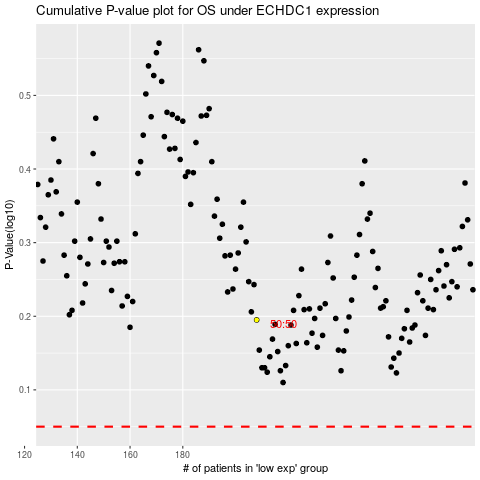 Cumulative P-value plot for OS under ECHDC1 expression
P-Value(log10)
0.5
0.4
0.3
0.2
0.1
50:50
120 140 160 180
# of patients in 'low exp' group